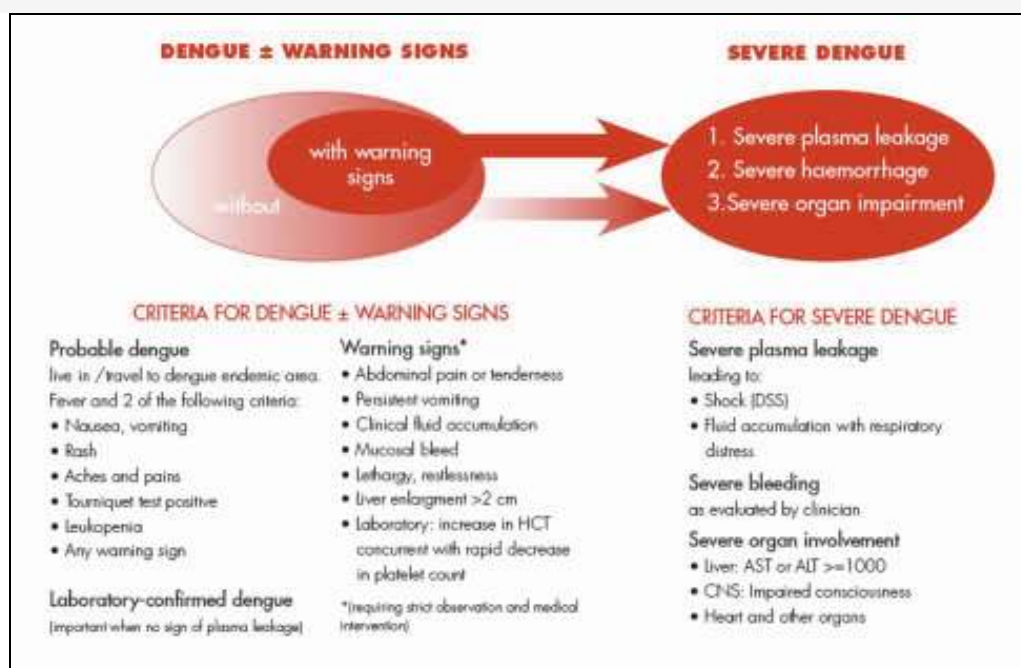 DENGUE ± WARNING SIGNS
SEVERE DENGUE
with warning
signs
without
1. Severe plasma leakage
2. Severe haemorrhage
3.Severe organ impairment
CRITERIA FOR DENGUE ± WARNING SIGNS
Probable dengue
live in /travel to dengue endemic area.
Fever and 2 of the following criteria:
• Nausea, vomiting
• Rash
• Aches and pains
• Tourniquet test positive
• Leukopenia
• Any warning sign
Laboratory-confirmed dengue
(important when no sign of plasma leakage)
Warning signs*
• Abdominal pain or tenderness
• Persistent vomiting
• Clinical fluid accumulation
• Mucosal bleed
• Lethargy, restlessness
• Liver enlargment >2 cm
• Laboratory: increase in HCT
concurrent with rapid decrease
in platelet count
*(requiring strict observation and medical
intervention)
CRITERIA FOR SEVERE DENGUE
Severe plasma leakage
leading to:
• Shock (DSS)
• Fluid accumulation with respiratory
distress
Severe bleeding
as evaluated by clinician
Severe organ involvement
• Liver: AST or ALT >=1000
• CNS: Impaired consciousness
• Heart and other organs